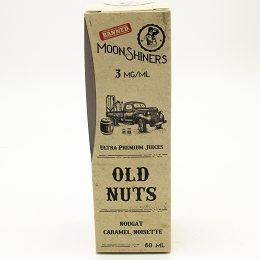 BANNED
MOONSHINERS
3 MG/ML
ULTRA PREMIUM JUICES
OLD
NUTS
NOUGAT
CARAMEL, NOISETTE
60 ML